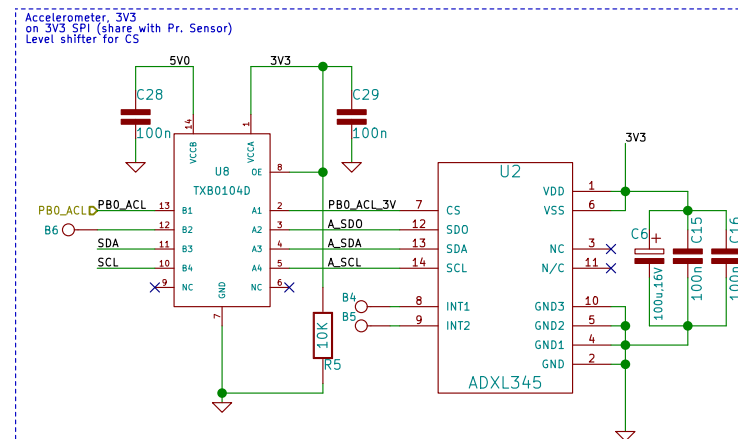 Accelerometer, 3V3
on 3V3 SPI (share with Pr. Sensor)
Level shifter for CS
5V0
3V3
C28
100n
C29
100n
14
VCCB
1
VCCA
U8
TXB0104D
OE
8
3V3
U2
PB0_ACL
PB0_ACL
13
B1
A1
2
PB0_ACL_3V
7
CS
VDD
1
B6
12
B2
A2
3
A_SDO
12
SDO
VSS
6
SDA
11
B3
A3
4
A_SDA
13
SDA
NC
3
SCL
10
B4
A4
5
A_SCL
14
SCL
N/C
11
9
NC
NC
6
GND
7
C6
+
100u,16V
C15
100n
C16
100n
B4
8
INT1
GND3
10
B5
9
INT2
GND2
5
GND1
4
GND
2
10K
R5
ADXL345